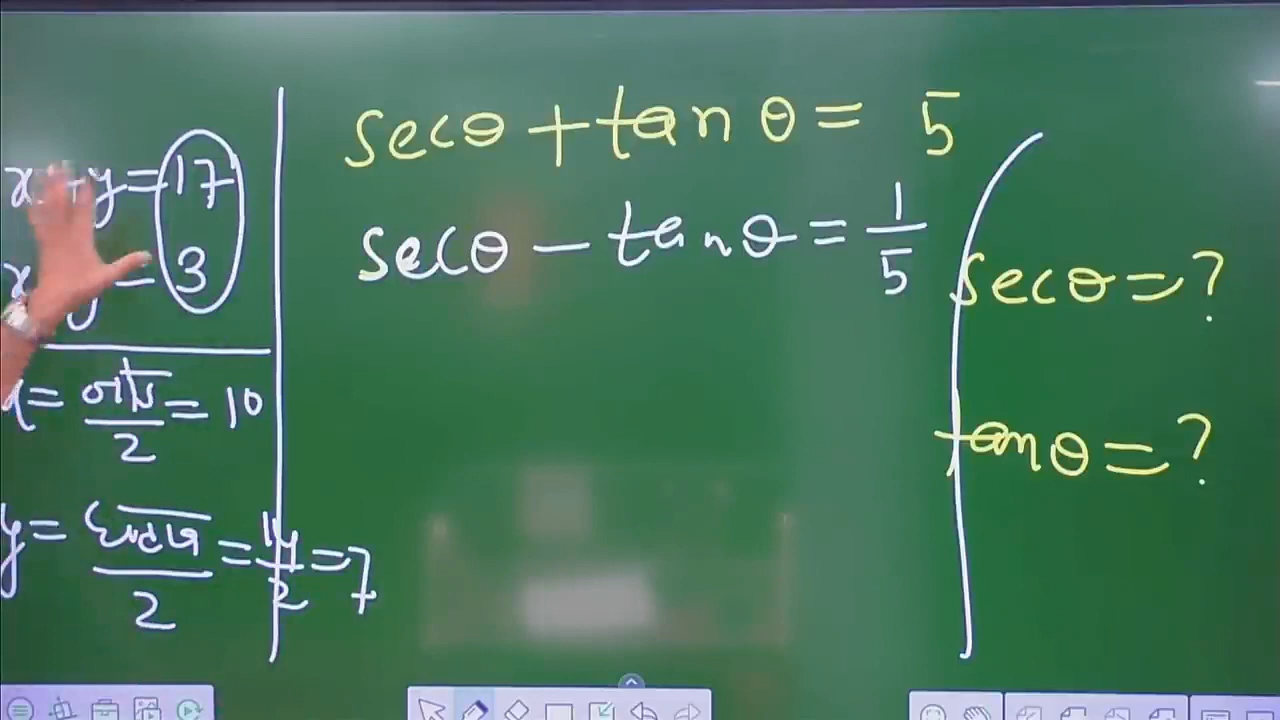 x+y=17
x-y=3
x = योग/2 = 10
y = अंतर/2 = 14/2 = 7
secθ + tanθ = 5
secθ - tanθ = 1/5
secθ = ?
tanθ = ?